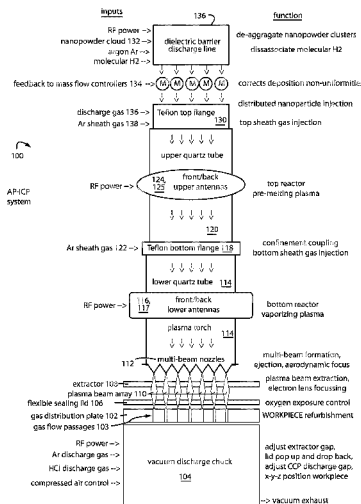 inputs
136
function
RF power ->
nanopowder cloud 132 ->
argon Ar ->
molecular H2 ->
dielectric barrier
discharge line
de-aggregate nanopowder clusters
dissassociate molecular H2
feedback to mass flow controllers 134 ->
M M M M M
corrects deposition non-uniformitie
discharge gas 136 ->
Ar sheath gas 138 ->
Teflon top flange
130
distributed nanoparticle injection
top sheath gas injection
100
AP-ICP
system
upper quartz tube
RF power ->
124,
125
front/back
upper antennas
top reactor
pre-melting plasma
120
Ar sheath gas 122 ->
Teflon bottom flange 118
confinement coupling
bottom sheath gas injection
lower quartz tube 114
RF power ->
116,
117
front/back
lower antennas
bottom reactor
vaporizing plasma
plasma torch
114
112
multi-beam nozzles
multi-beam formation,
ejection, aerodynamic focus
extractor 108
plasma beam array 110
plasma beam extraction,
electron lens focussing
flexible sealing lid 106
oxygen exposure control
gas distribution plate 102
WORKPIECE refurbishment
gas flow passages 103
RF power ->
Ar discharge gas ->
HCl discharge gas ->
compressed air control ->
vacuum discharge chuck
104
adjust extractor gap,
lid pop up and drop back,
adjust CCP discharge gap,
x-y-z position workpiece
--> vacuum exhaust